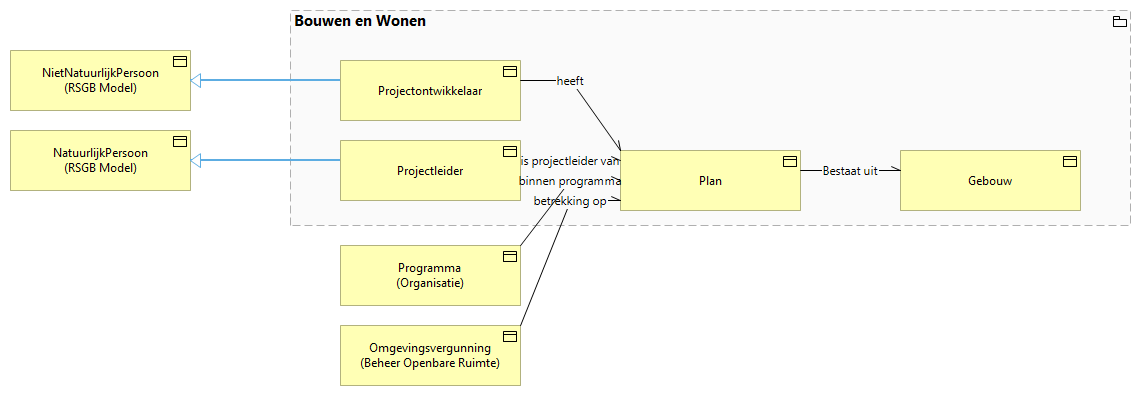 Bouwen en Wonen
NietNatuurlijkPersoon
(RSGB Model)
Projectontwikkelaar
heeft
NatuurlijkPersoon
(RSGB Model)
Projectleider
is projectleider van
binnen programma
betrekking op
Plan
Bestaat uit
Gebouw
Programma
(Organisatie)
Omgevingsvergunning
(Beheer Openbare Ruimte)